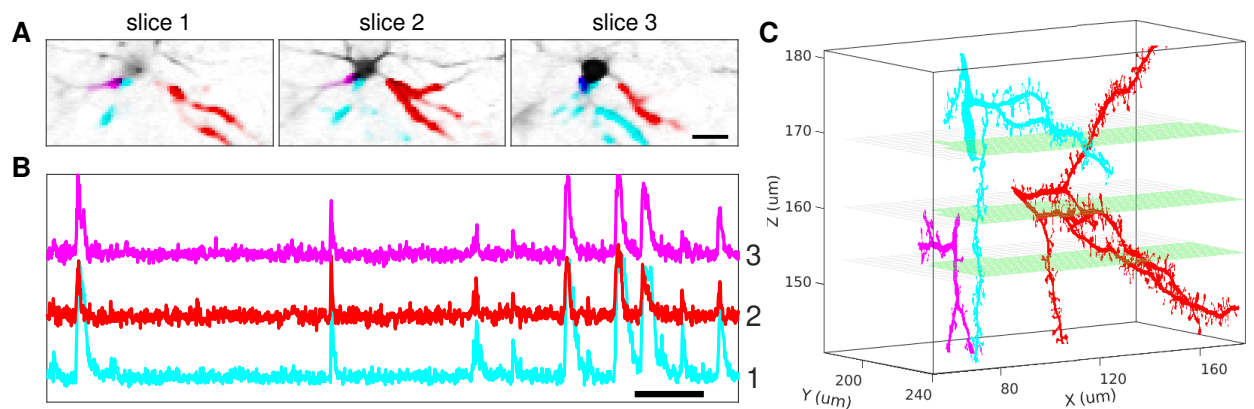 slice 1
slice 2
slice 3
A
B
3
2
1
C
180
170
160
150
Z (um)
200
240
Y (um)
80
120
160
X (um)